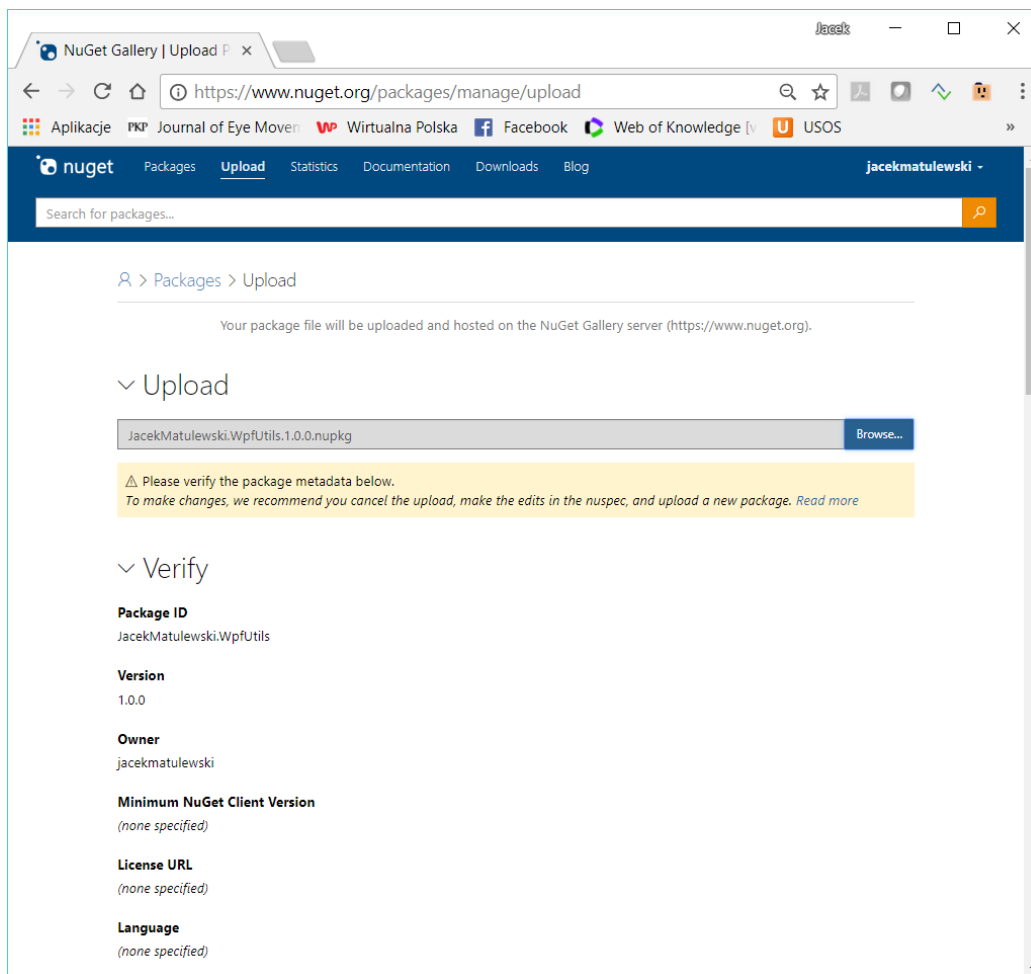 Jacek
NuGet Gallery | Upload P
https://www.nuget.org/packages/manage/upload
Aplikacje PKP Journal of Eye Moven WP Wirtualna Polska f Facebook Web of Knowledge [v U USOS »
nuget Packages Upload Statistics Documentation Downloads Blog jacekmatulewski
Search for packages...
> Packages > Upload
Your package file will be uploaded and hosted on the NuGet Gallery server (https://www.nuget.org).
Upload
JacekMatulewski.WpfUtils.1.0.0.nupkg Browse...
Please verify the package metadata below.
To make changes, we recommend you cancel the upload, make the edits in the nuspec, and upload a new package. Read more
Verify
Package ID
JacekMatulewski.WpfUtils
Version
1.0.0
Owner
jacekmatulewski
Minimum NuGet Client Version
(none specified)
License URL
(none specified)
Language
(none specified)